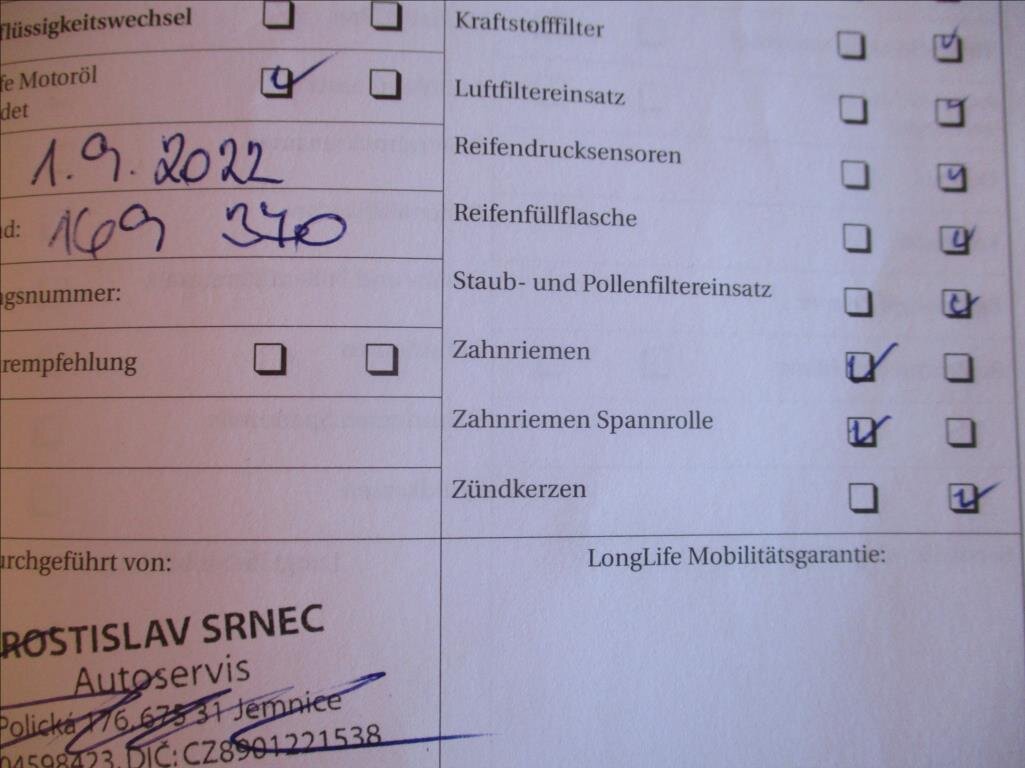 flüssigkeitswechsel
fe Motoröl
det
1.9.2022
d: 169 370
gsnummer:
rempfehlung
urchgeführt von:
ROSTISLAV SRNEC
Autoservis
Polická 176, 675 31 Jemnice
04598423, DIČ: CZ8901221538
Kraftstofffilter
Luftfiltereinsatz
Reifendrucksensoren
Reifenfüllflasche
Staub- und Pollenfiltereinsatz
Zahnriemen
Zahnriemen Spannrolle
Zündkerzen
LongLife Mobilitätsgarantie: